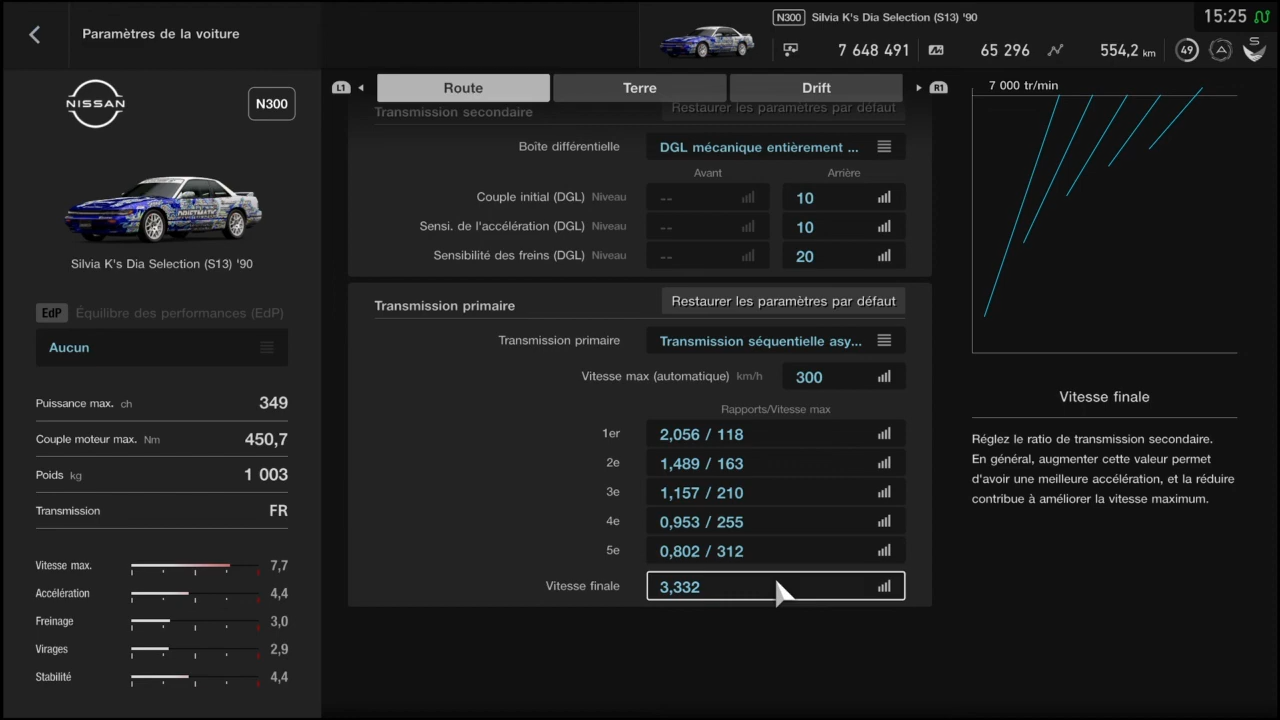 Paramètres de la voiture
N300 Silvia K's Dia Selection (S13) '90
15:25
7 648 491 65 296 554,2 km 49 A S
NISSAN
N300
Silvia K's Dia Selection (S13) '90
EdP Équilibre des performances (EdP)
Aucun
Puissance max. ch 349
Couple moteur max. Nm 450,7
Poids kg 1 003
Transmission FR
Vitesse max. 7,7
Accélération 4,4
Freinage 3,0
Virages 2,9
Stabilité 4,4
L1 Route Terre Drift R1
Transmission secondaire Restaurer les paramètres par défaut
Boîte différentielle DGL mécanique entièrement ...
Avant Arrière
Couple initial (DGL) Niveau -- 10
Sensi. de l'accélération (DGL) Niveau -- 10
Sensibilité des freins (DGL) Niveau -- 20
Transmission primaire Restaurer les paramètres par défaut
Transmission primaire Transmission séquentielle asy...
Vitesse max (automatique) km/h 300
Rapports/Vitesse max
1er 2,056 / 118
2e 1,489 / 163
3e 1,157 / 210
4e 0,953 / 255
5e 0,802 / 312
Vitesse finale 3,332
7 000 tr/min
Vitesse finale
Réglez le ratio de transmission secondaire.
En général, augmenter cette valeur permet
d'avoir une meilleure accélération, et la réduire
contribue à améliorer la vitesse maximum.